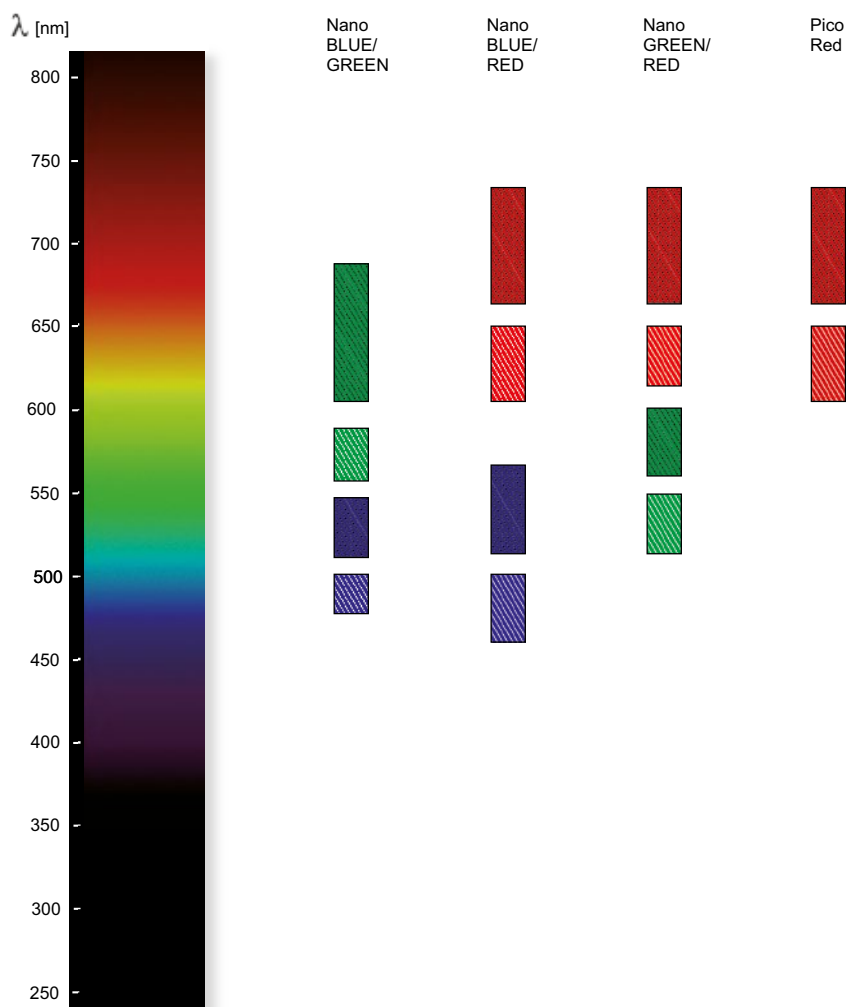 λ [nm]
Nano
BLUE/
GREEN
Nano
BLUE/
RED
Nano
GREEN/
RED
Pico
Red
800
750
700
650
600
550
500
450
400
350
300
250